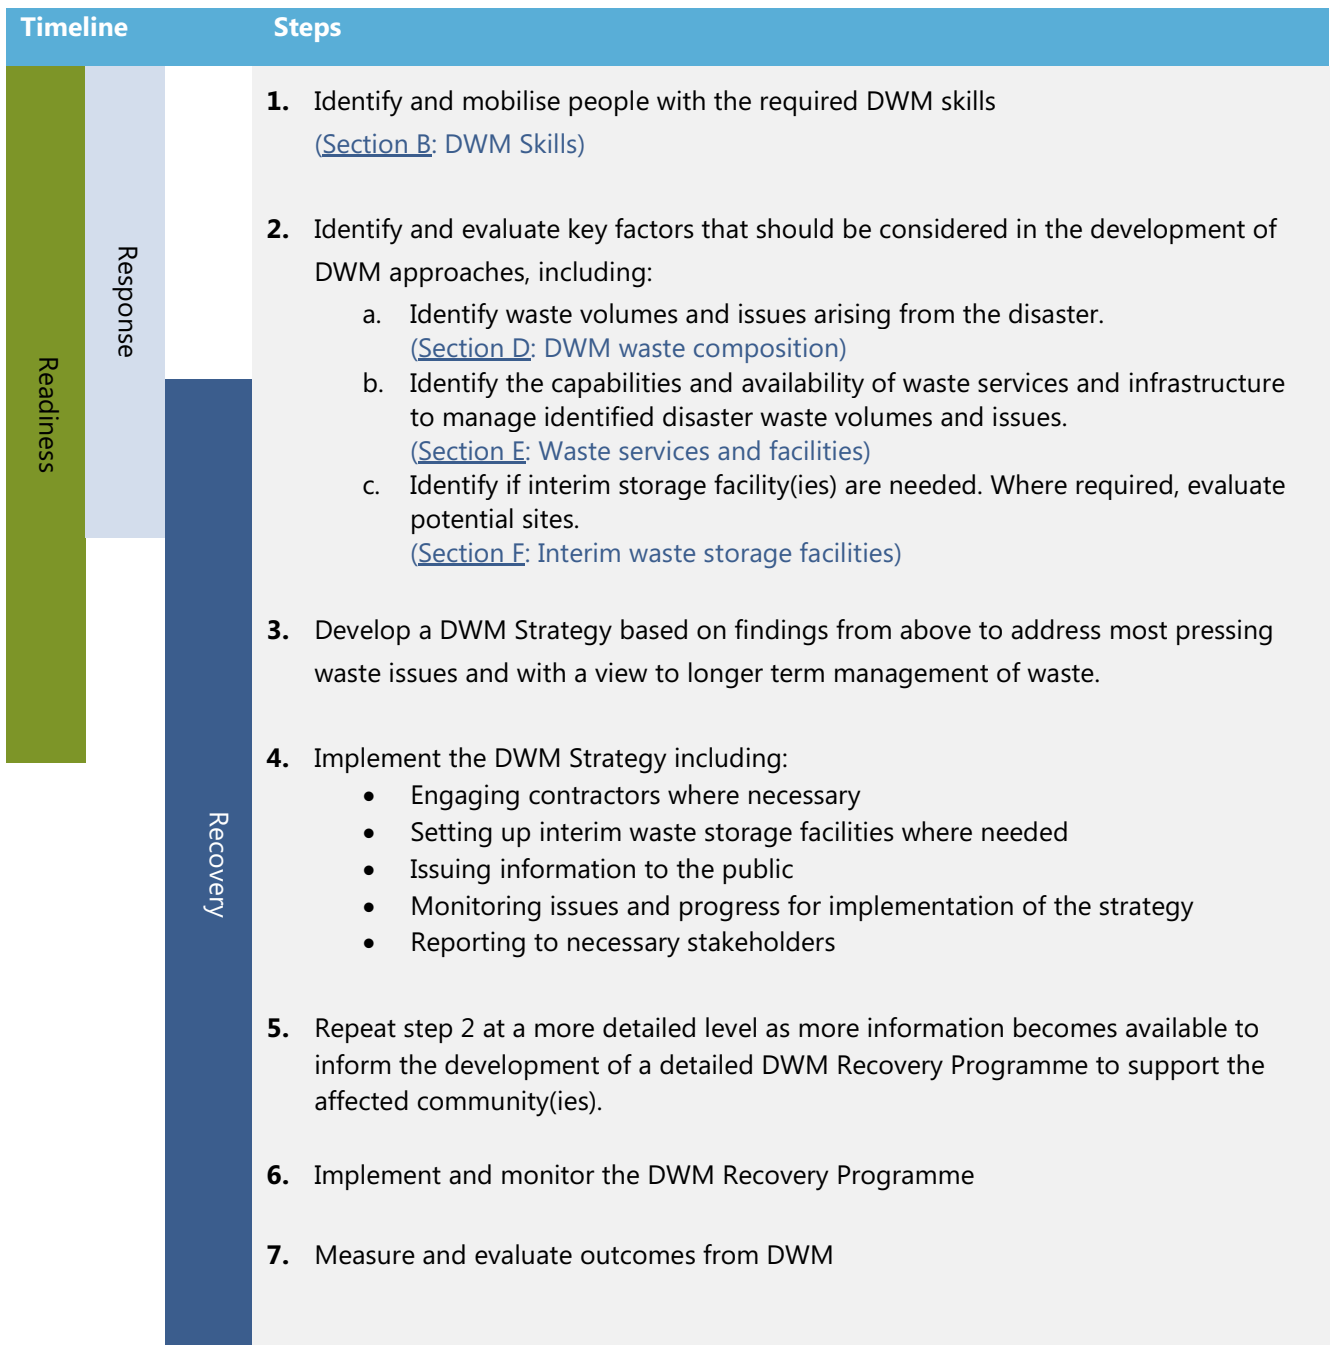 Timeline Steps
Readiness
Response
Recovery
1. Identify and mobilise people with the required DWM skills
(Section B: DWM Skills)
2. Identify and evaluate key factors that should be considered in the development of
DWM approaches, including:
a. Identify waste volumes and issues arising from the disaster.
(Section D: DWM waste composition)
b. Identify the capabilities and availability of waste services and infrastructure
to manage identified disaster waste volumes and issues.
(Section E: Waste services and facilities)
c. Identify if interim storage facility(ies) are needed. Where required, evaluate
potential sites.
(Section F: Interim waste storage facilities)
3. Develop a DWM Strategy based on findings from above to address most pressing
waste issues and with a view to longer term management of waste.
4. Implement the DWM Strategy including:
• Engaging contractors where necessary
• Setting up interim waste storage facilities where needed
• Issuing information to the public
• Monitoring issues and progress for implementation of the strategy
• Reporting to necessary stakeholders
5. Repeat step 2 at a more detailed level as more information becomes available to
inform the development of a detailed DWM Recovery Programme to support the
affected community(ies).
6. Implement and monitor the DWM Recovery Programme
7. Measure and evaluate outcomes from DWM